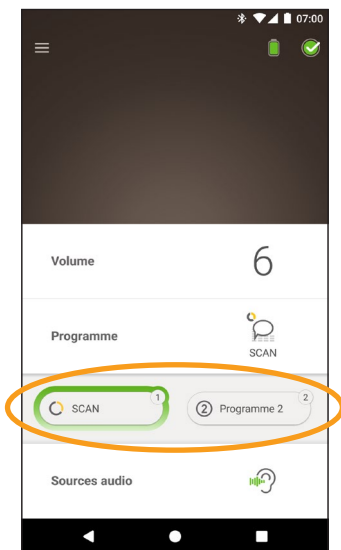 07:00
Volume 6
Programme
SCAN
SCAN 1 2 Programme 2 2
Sources audio